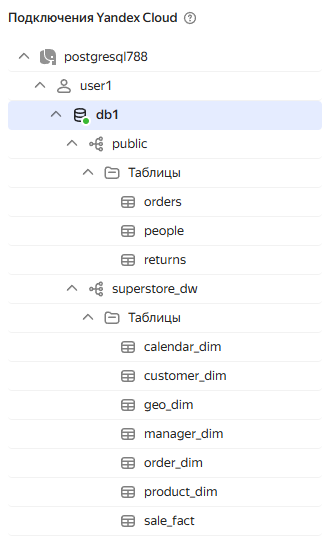 Подключения Yandex Cloud ?
postgresql788
user1
db1
public
Таблицы
orders
people
returns
superstore_dw
Таблицы
calendar_dim
customer_dim
geo_dim
manager_dim
order_dim
product_dim
sale_fact